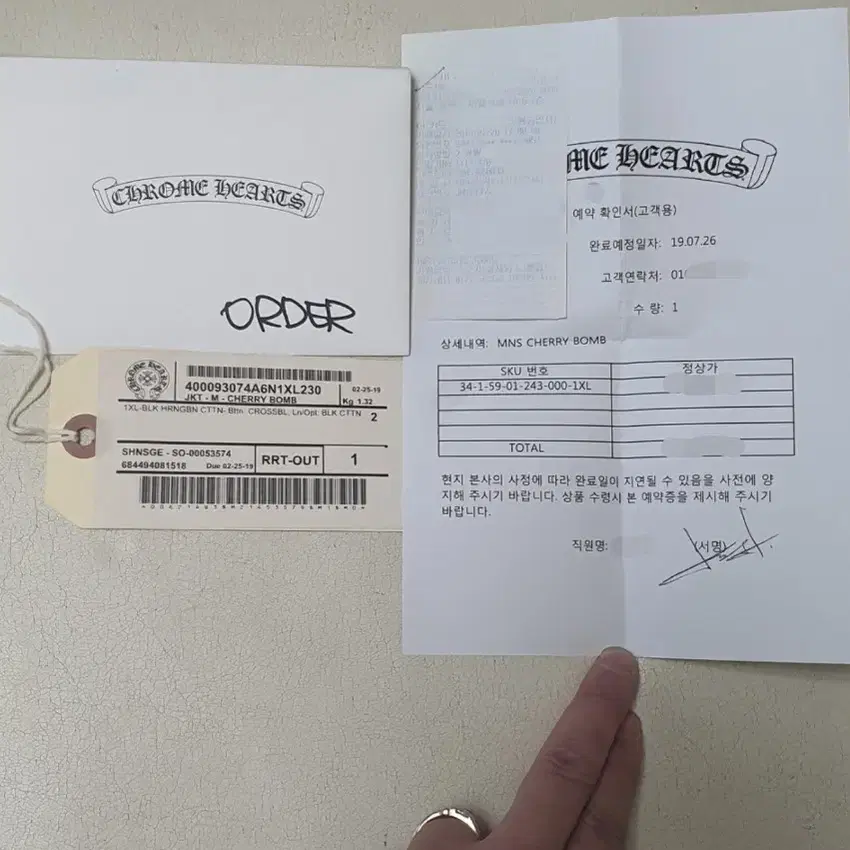 CHROME HEARTS
ORDER
CHROME HEARTS
400093074A6N1XL230
02-25-19
JKT - M - CHERRY BOMB
Kg 1.32
1XL-BLK HRNGBN CTTN- Bttn: CROSSBL, Ln/Opt: BLK CTTN
2
SHNSGE - SO-00053574
684494081518 Due 02-25-19
RRT-OUT
1
ME HEARTS
예약 확인서(고객용)
완료예정일자: 19.07.26
고객연락처: 01
수 량: 1
상세내역: MNS CHERRY BOMB
SKU 번호 정상가
34-1-59-01-243-000-1XL
TOTAL
현지 본사의 사정에 따라 완료일이 지연될 수 있음을 사전에 양
지해 주시기 바랍니다. 상품 수령시 본 예약증을 제시해 주시기
바랍니다.
직원명: (서명)